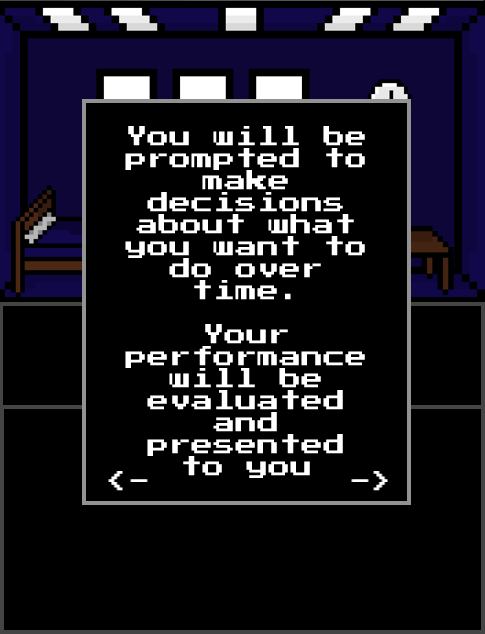 You will be
prompted to
make
decisions
about what
you want to
do over
time.
Your
performance
will be
evaluated
and
presented
to you
<- ->